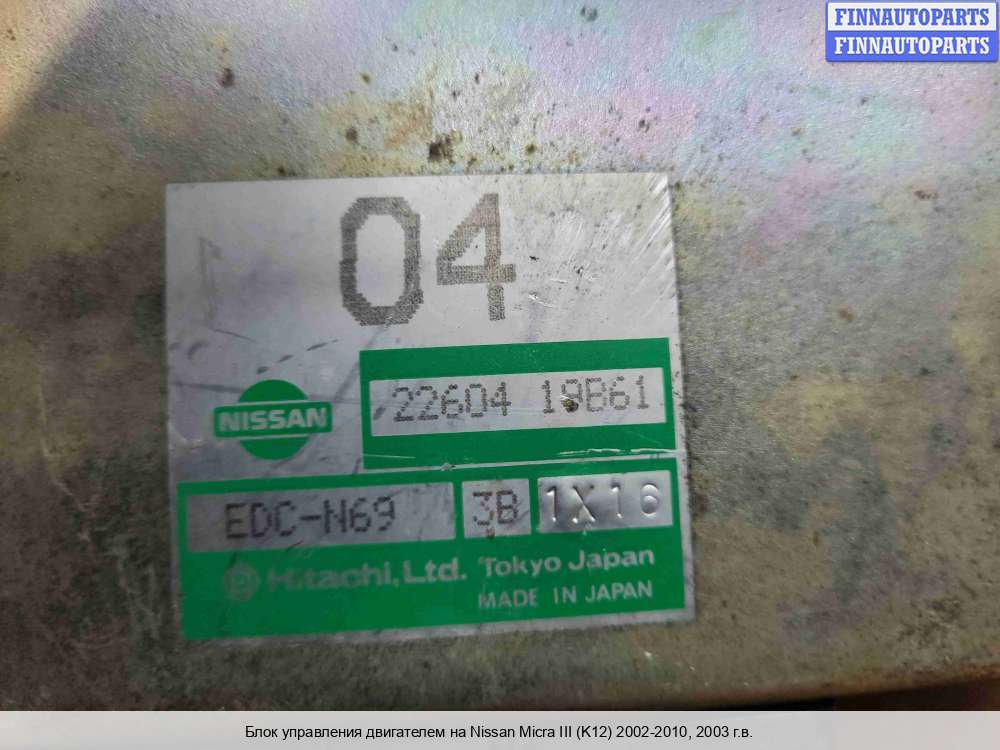 FINNAUTOPARTS
FINNAUTOPARTS
04
NISSAN
22604 19B61
EDC-N69 3B 1X16
Hitachi, Ltd. Tokyo Japan
MADE IN JAPAN
Блок управления двигателем на Nissan Micra III (K12) 2002-2010, 2003 г.в.